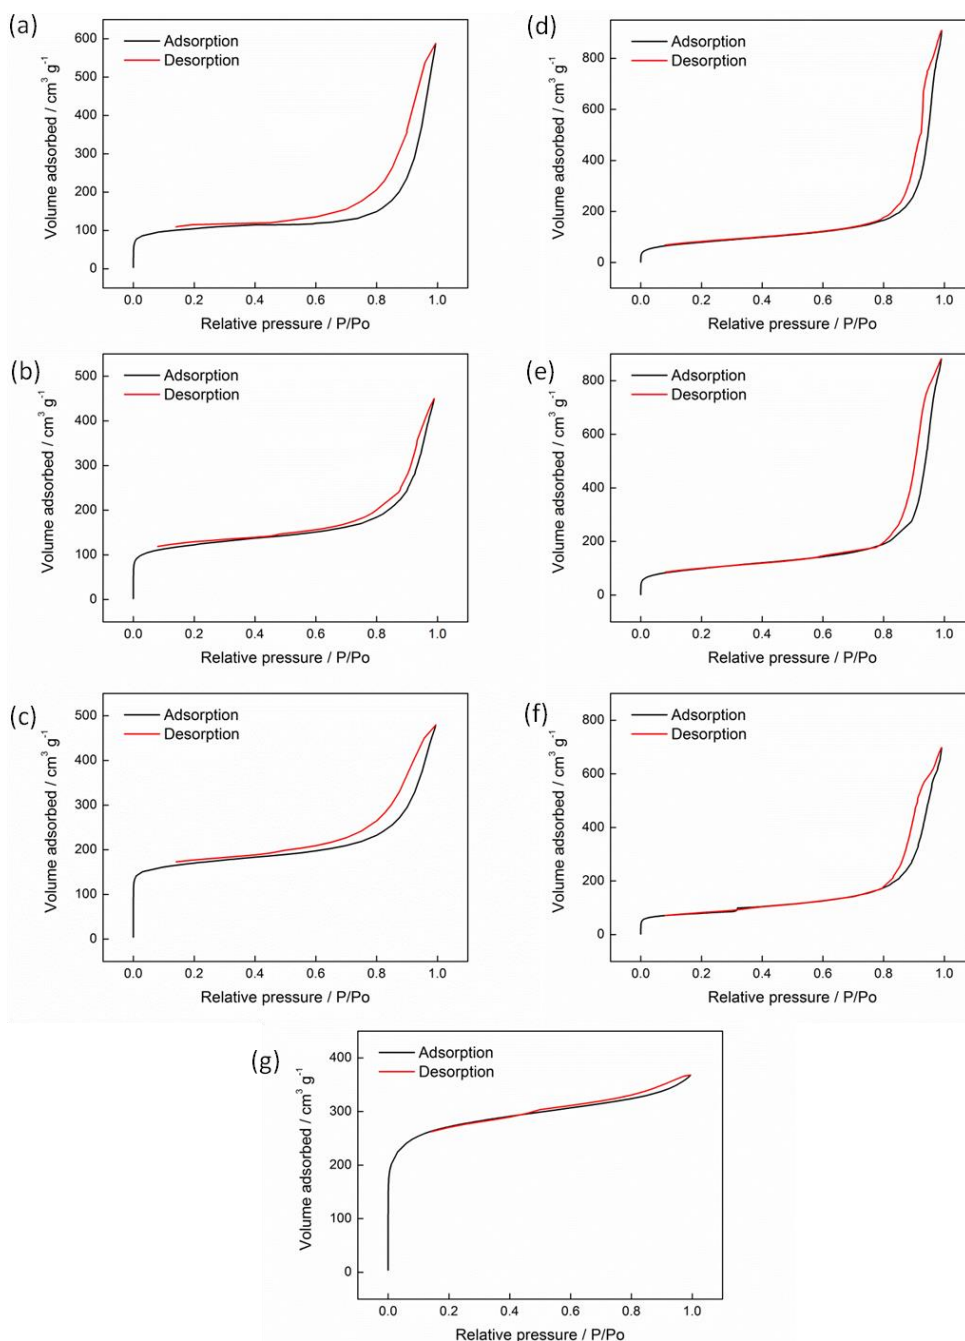 (a)
Adsorption
Desorption
Volume adsorbed / cm³ g⁻¹
600
500
400
300
200
100
0
0.0 0.2 0.4 0.6 0.8 1.0
Relative pressure / P/Po
(d)
Adsorption
Desorption
Volume adsorbed / cm³ g⁻¹
800
600
400
200
0
0.0 0.2 0.4 0.6 0.8 1.0
Relative pressure / P/Po
(b)
Adsorption
Desorption
Volume adsorbed / cm³ g⁻¹
500
400
300
200
100
0
0.0 0.2 0.4 0.6 0.8 1.0
Relative pressure / P/Po
(e)
Adsorption
Desorption
Volume adsorbed / cm³ g⁻¹
800
600
400
200
0
0.0 0.2 0.4 0.6 0.8 1.0
Relative pressure / P/Po
(c)
Adsorption
Desorption
Volume adsorbed / cm³ g⁻¹
500
400
300
200
100
0
0.0 0.2 0.4 0.6 0.8 1.0
Relative pressure / P/Po
(f)
Adsorption
Desorption
Volume adsorbed / cm³ g⁻¹
800
600
400
200
0
0.0 0.2 0.4 0.6 0.8 1.0
Relative pressure / P/Po
(g)
Adsorption
Desorption
Volume adsorbed / cm³ g⁻¹
400
300
200
100
0
0.0 0.2 0.4 0.6 0.8 1.0
Relative pressure / P/Po